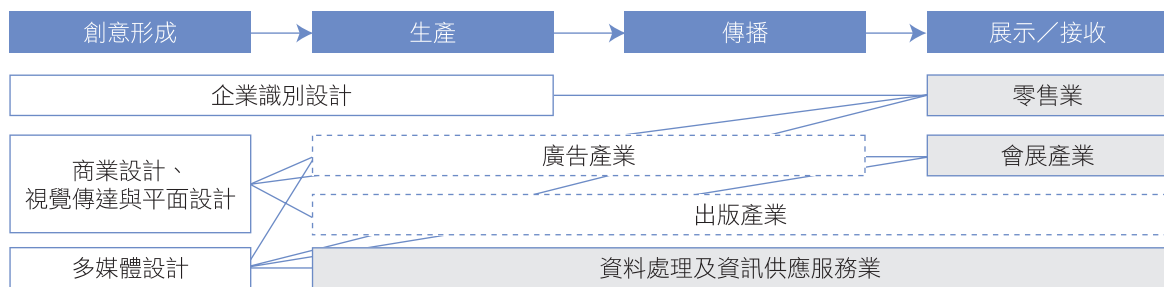 創意形成
生產
傳播
展示／接收
企業識別設計
零售業
商業設計、
視覺傳達與平面設計
廣告產業
會展產業
出版產業
多媒體設計
資料處理及資訊供應服務業